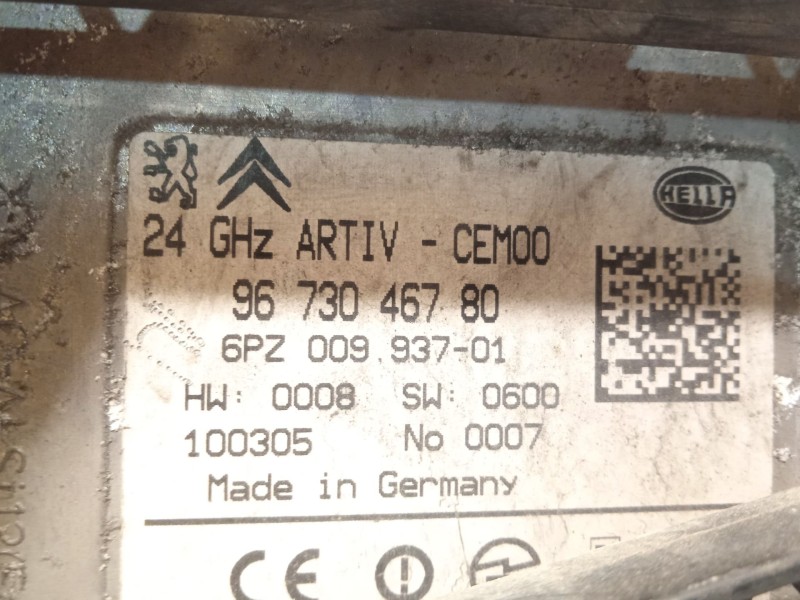 HELLA
24 GHz ARTIV - CEM00
96 730 467 80
6PZ 009 937-01
HW: 0008 SW: 0600
100305 No 0007
Made in Germany
CE